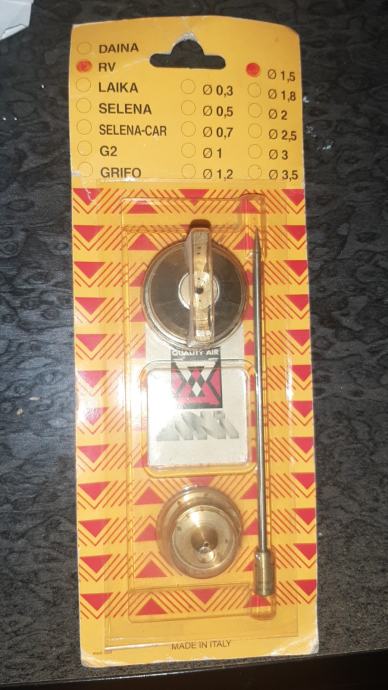 DAINA
RV
LAIKA
SELENA
SELENA-CAR
G2
GRIFO
Ø 0,3
Ø 0,5
Ø 0,7
Ø 1
Ø 1,2
Ø 1,5
Ø 1,8
Ø 2
Ø 2,5
Ø 3
Ø 3,5
QUALITY AIR
MADE IN ITALY